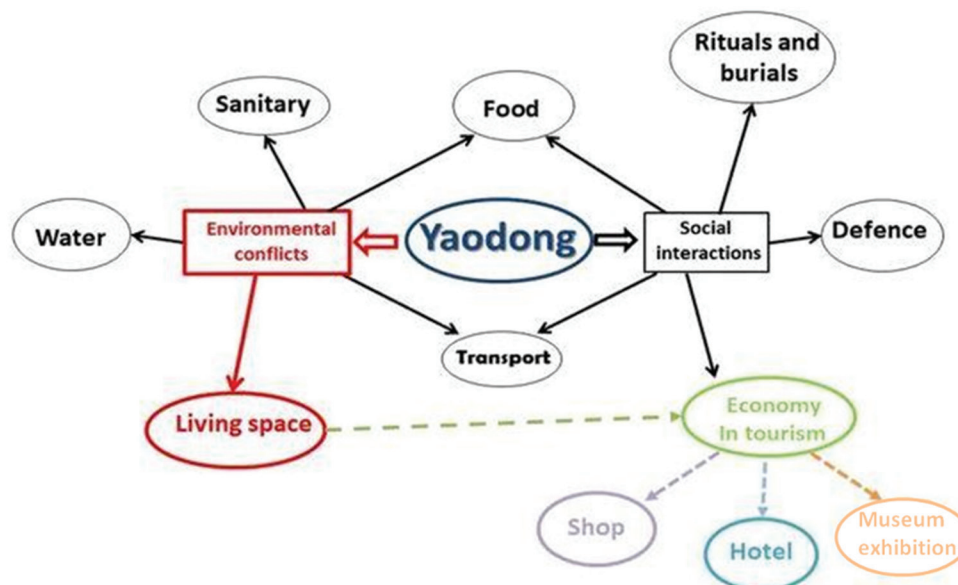 Rituals and
burials
Sanitary
Food
Water
Environmental
conflicts
Yaodong
Social
interactions
Defence
Transport
Living space
Economy
In tourism
Shop
Hotel
Museum
exhibition